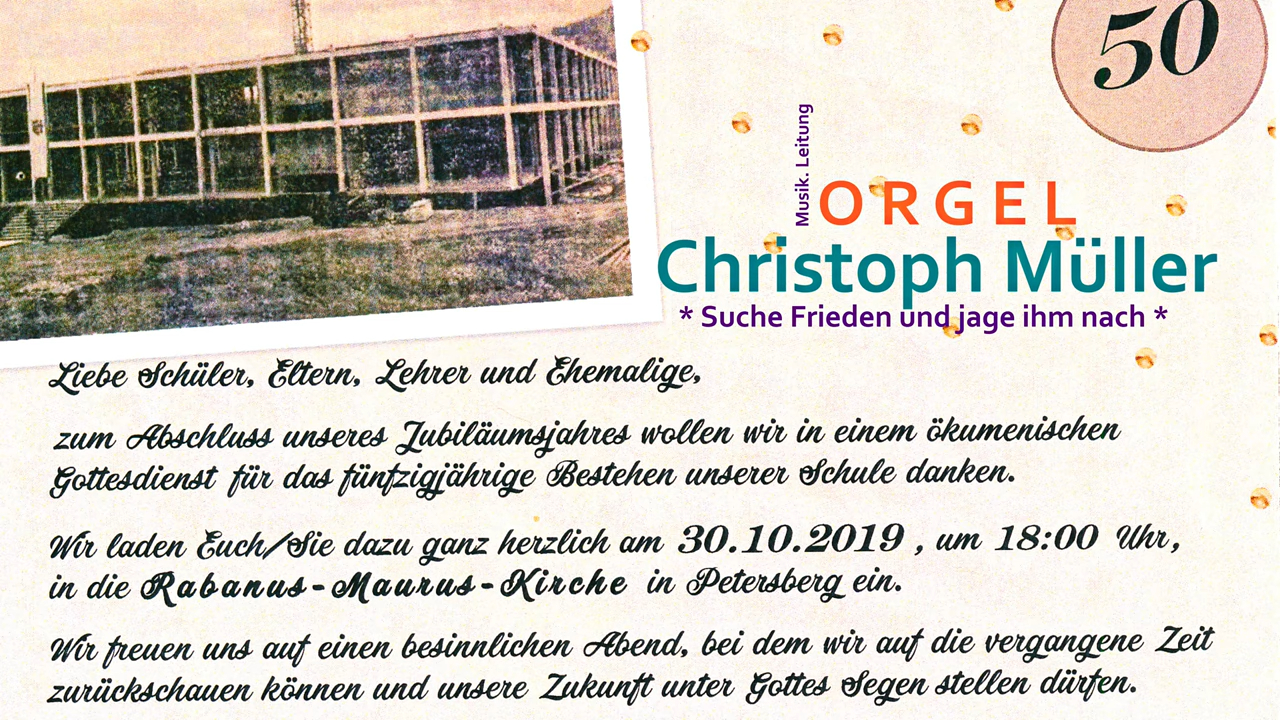 50
Musik. Leitung
ORGEL
Christoph Müller
* Suche Frieden und jage ihm nach *
Liebe Schüler, Eltern, Lehrer und Ehemalige,
zum Abschluss unseres Jubiläumsjahres wollen wir in einem ökumenischen
Gottesdienst für das fünfzigjährige Bestehen unserer Schule danken.
Wir laden Euch/Sie dazu ganz herzlich am 30.10.2019 , um 18:00 Uhr,
in die Rabanus-Maurus-Kirche in Petersberg ein.
Wir freuen uns auf einen besinnlichen Abend, bei dem wir auf die vergangene Zeit
zurückschauen können und unsere Zukunft unter Gottes Segen stellen dürfen.